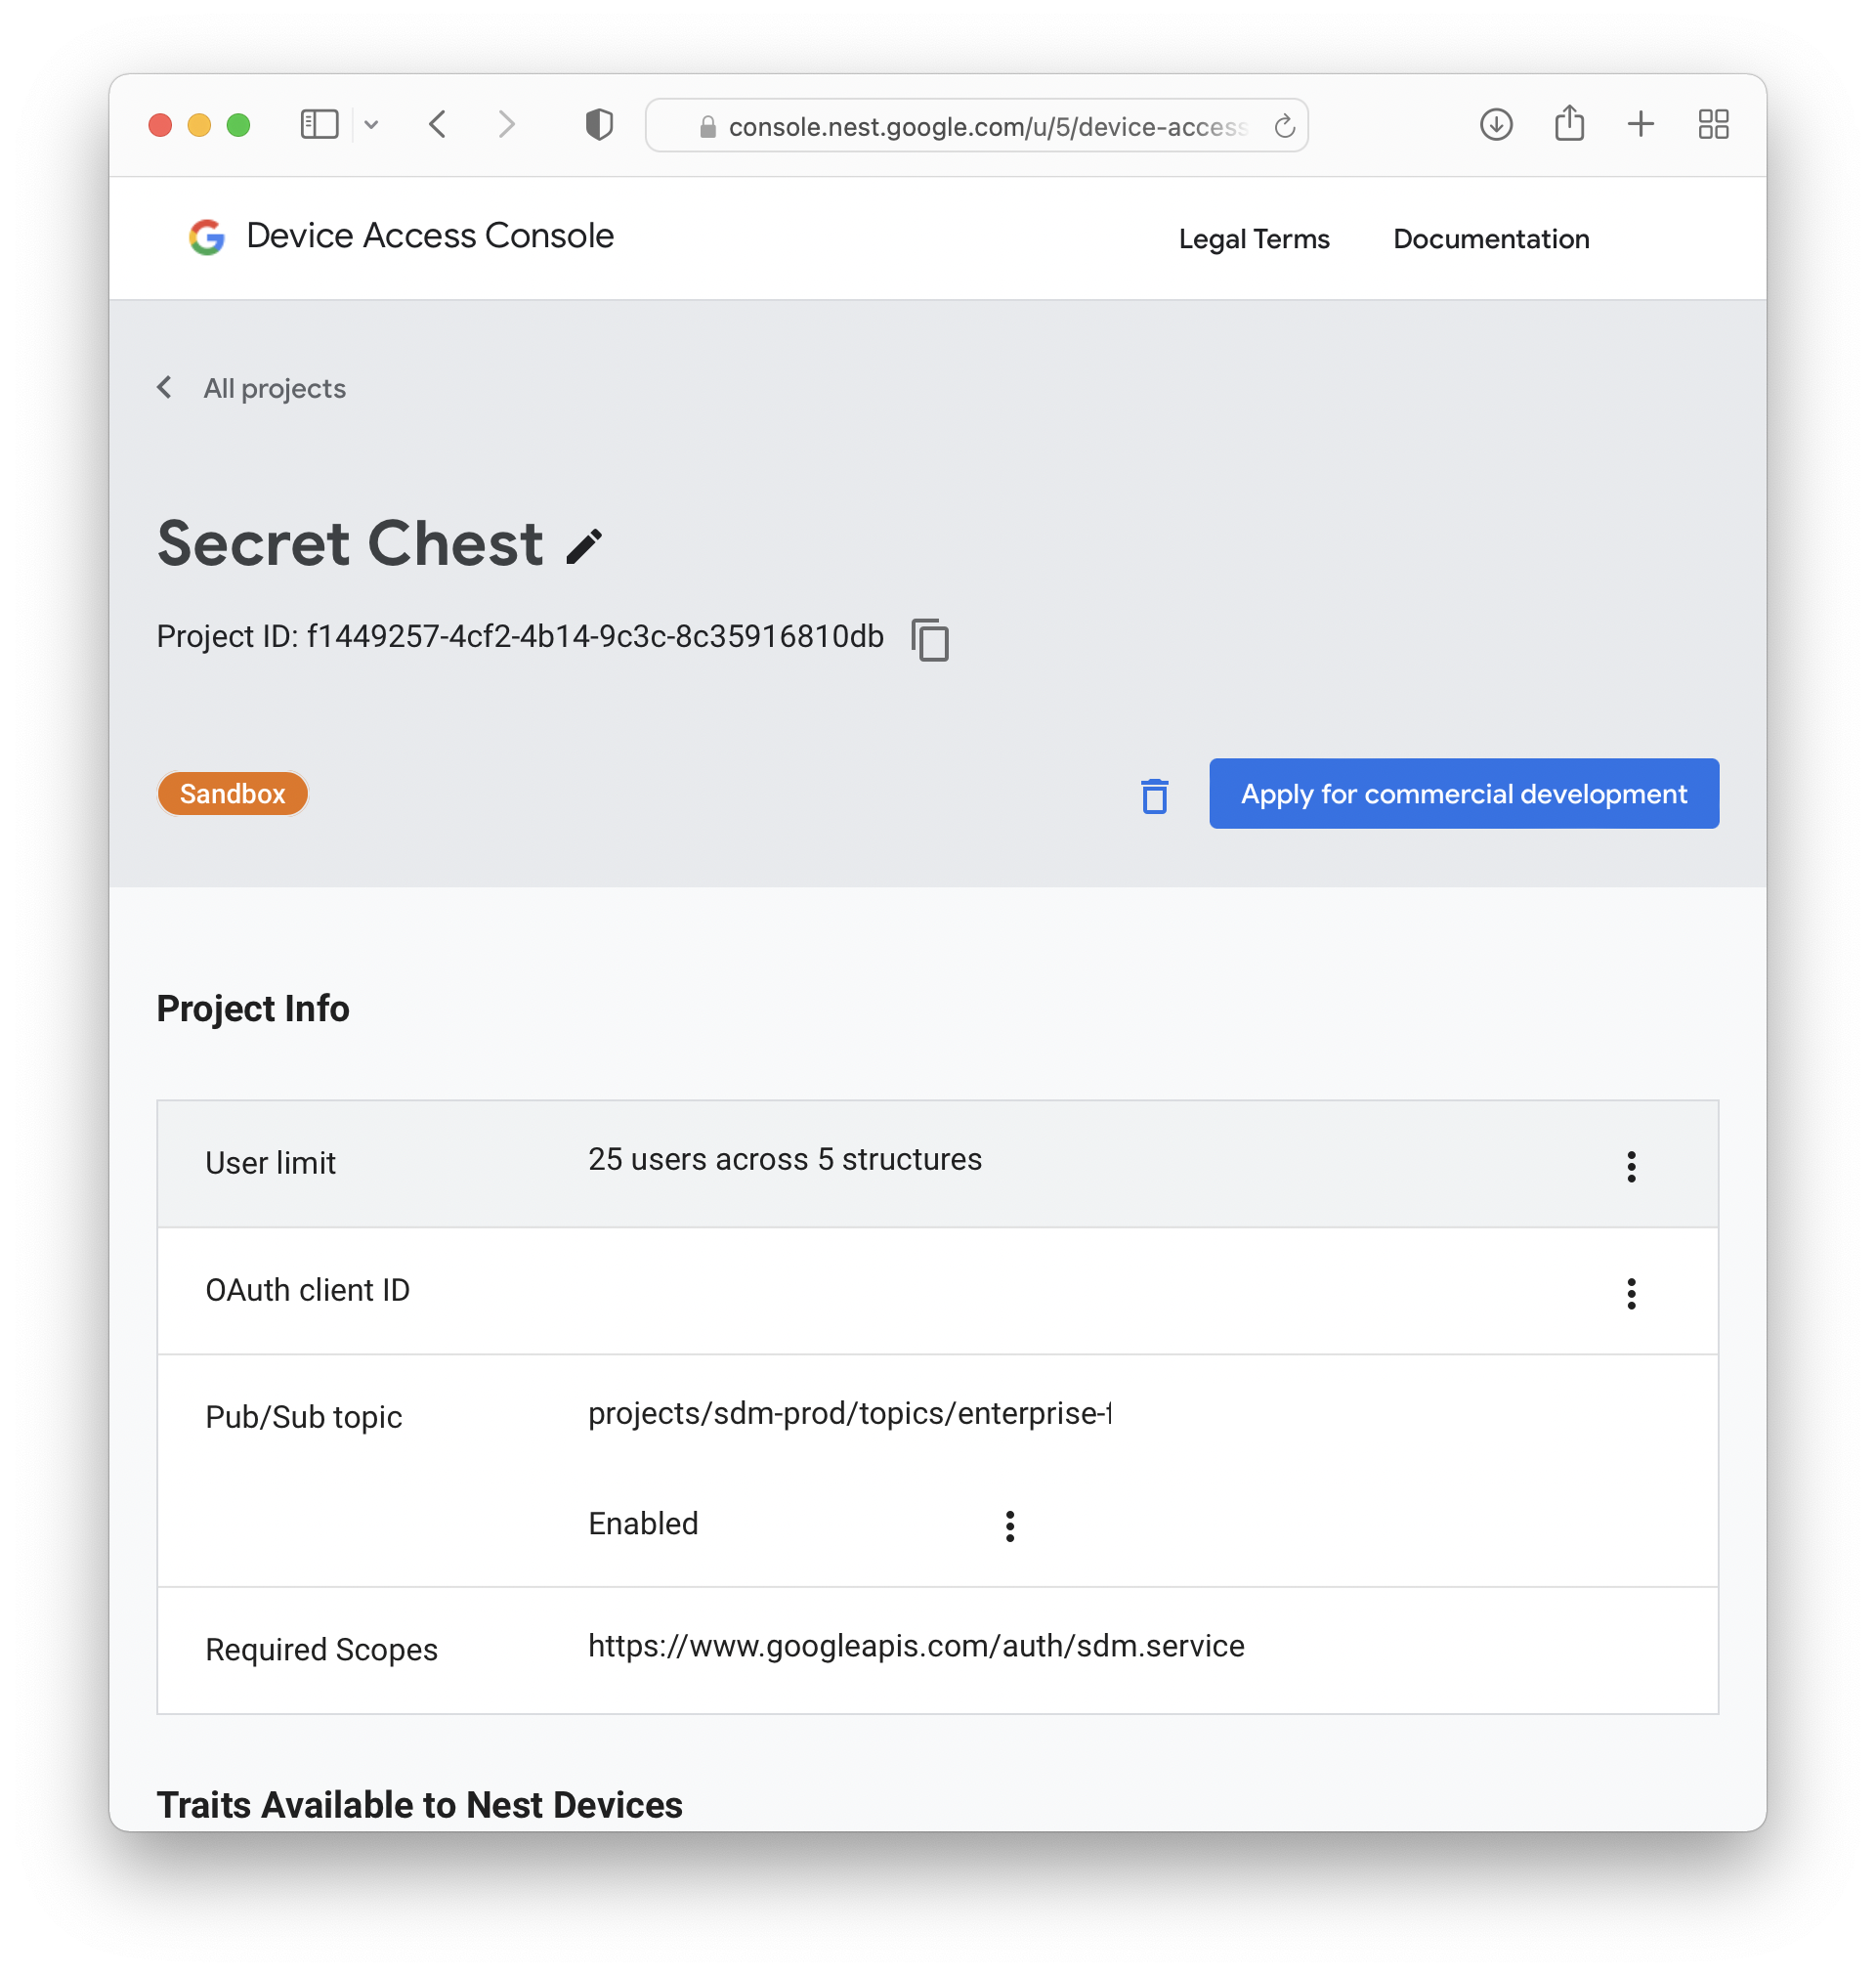 console.nest.google.com/u/5/device-access
Device Access Console
Legal Terms
Documentation
All projects
Secret Chest
Project ID: f1449257-4cf2-4b14-9c3c-8c35916810db
Sandbox
Apply for commercial development
Project Info
User limit
25 users across 5 structures
OAuth client ID
Pub/Sub topic
projects/sdm-prod/topics/enterprise-f
Enabled
Required Scopes
https://www.googleapis.com/auth/sdm.service
Traits Available to Nest Devices